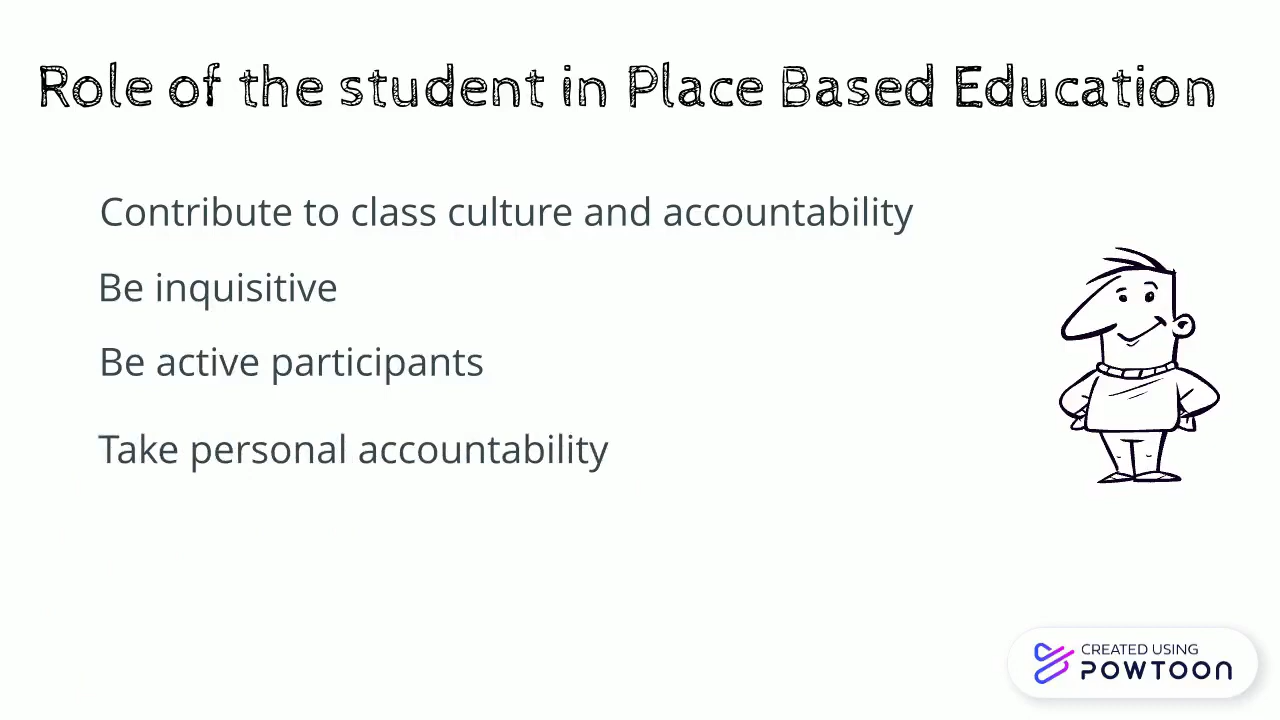 Role of the student in Place Based Education
Contribute to class culture and accountability
Be inquisitive
Be active participants
Take personal accountability
CREATED USING
POWTOON